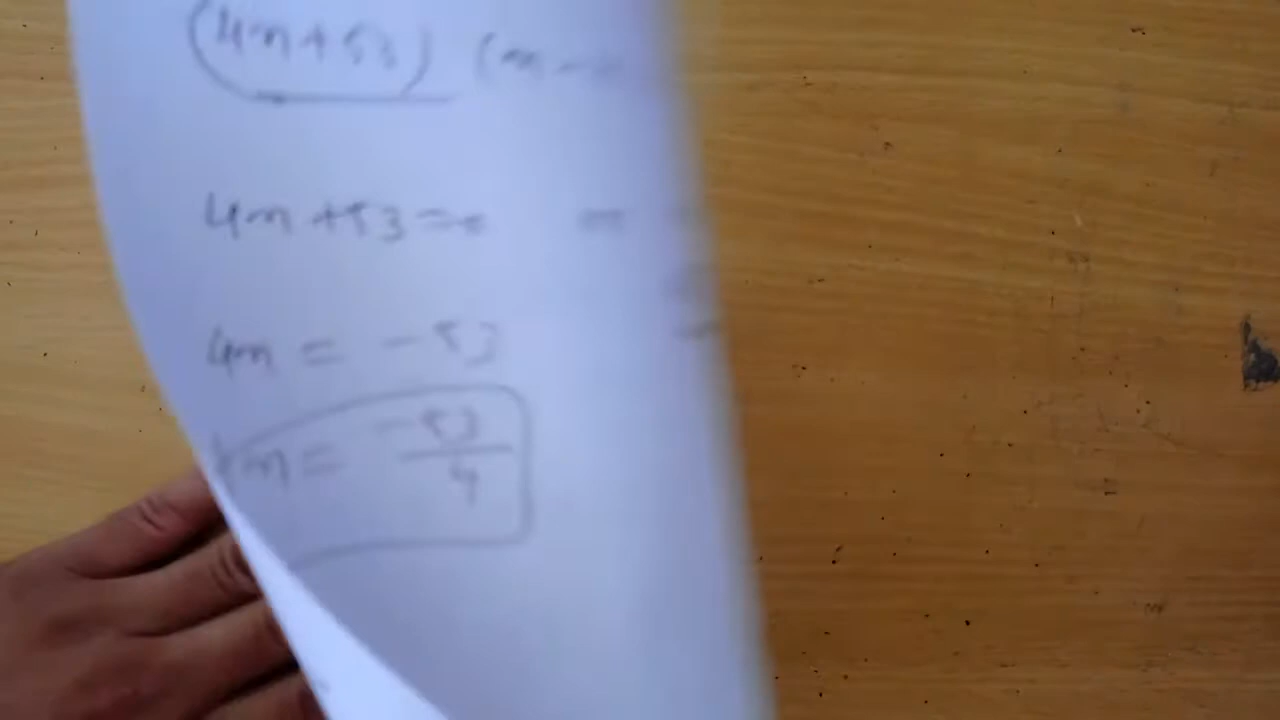 (4m+53) (m-
4m+53=0 =
4m = -53
m = -53/4